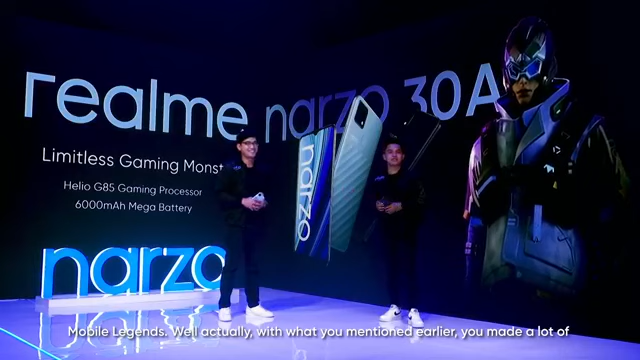 realme narzo 30A
Limitless Gaming Monst
Helio G85 Gaming Processor
6000mAh Mega Battery
narzo
narzo
Mobile Legends. Well actually, with what you mentioned earlier, you made a lot of